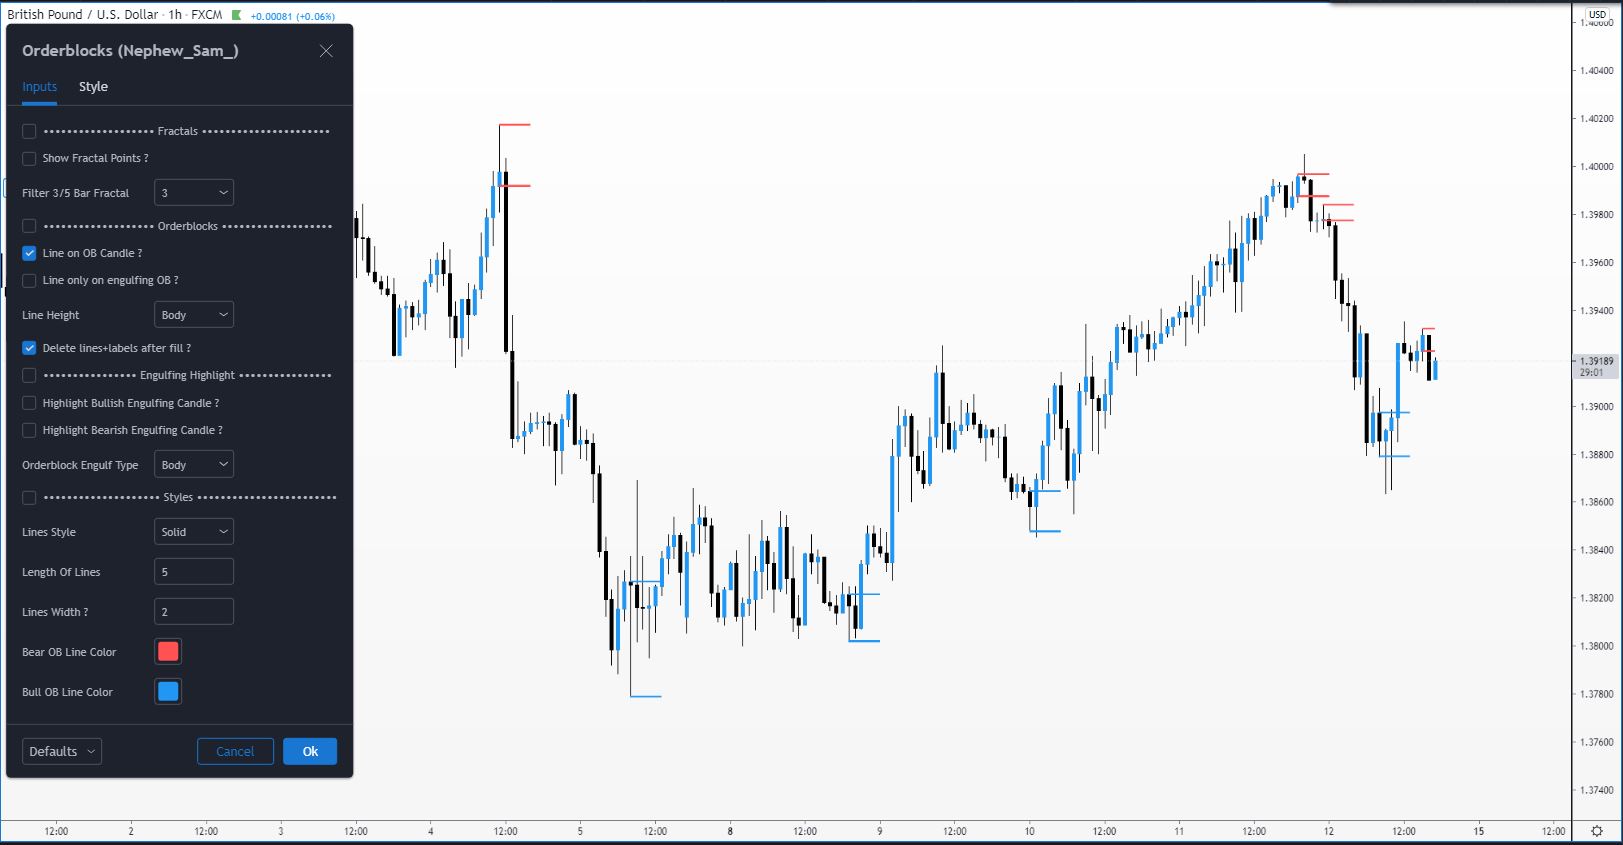 British Pound / U.S. Dollar · 1h · FXCM +0.00081 (+0.06%)
Orderblocks (Nephew_Sam_)
Inputs Style
Fractals
Show Fractal Points ?
Filter 3/5 Bar Fractal 3
Orderblocks
Line on OB Candle ?
Line only on engulfing OB ?
Line Height Body
Delete lines+labels after fill ?
Engulfing Highlight
Highlight Bullish Engulfing Candle ?
Highlight Bearish Engulfing Candle ?
Orderblock Engulf Type Body
Styles
Lines Style Solid
Length Of Lines 5
Lines Width ? 2
Bear OB Line Color
Bull OB Line Color
Defaults Cancel Ok
USD
1.40400
1.40200
1.40000
1.39800
1.39600
1.39400
1.39189
29:01
1.39000
1.38800
1.38600
1.38400
1.38200
1.38000
1.37800
1.37600
1.37400
12:00 2 12:00 3 12:00 4 12:00 5 12:00 8 12:00 9 12:00 10 12:00 11 12:00 12 12:00 15 12:00